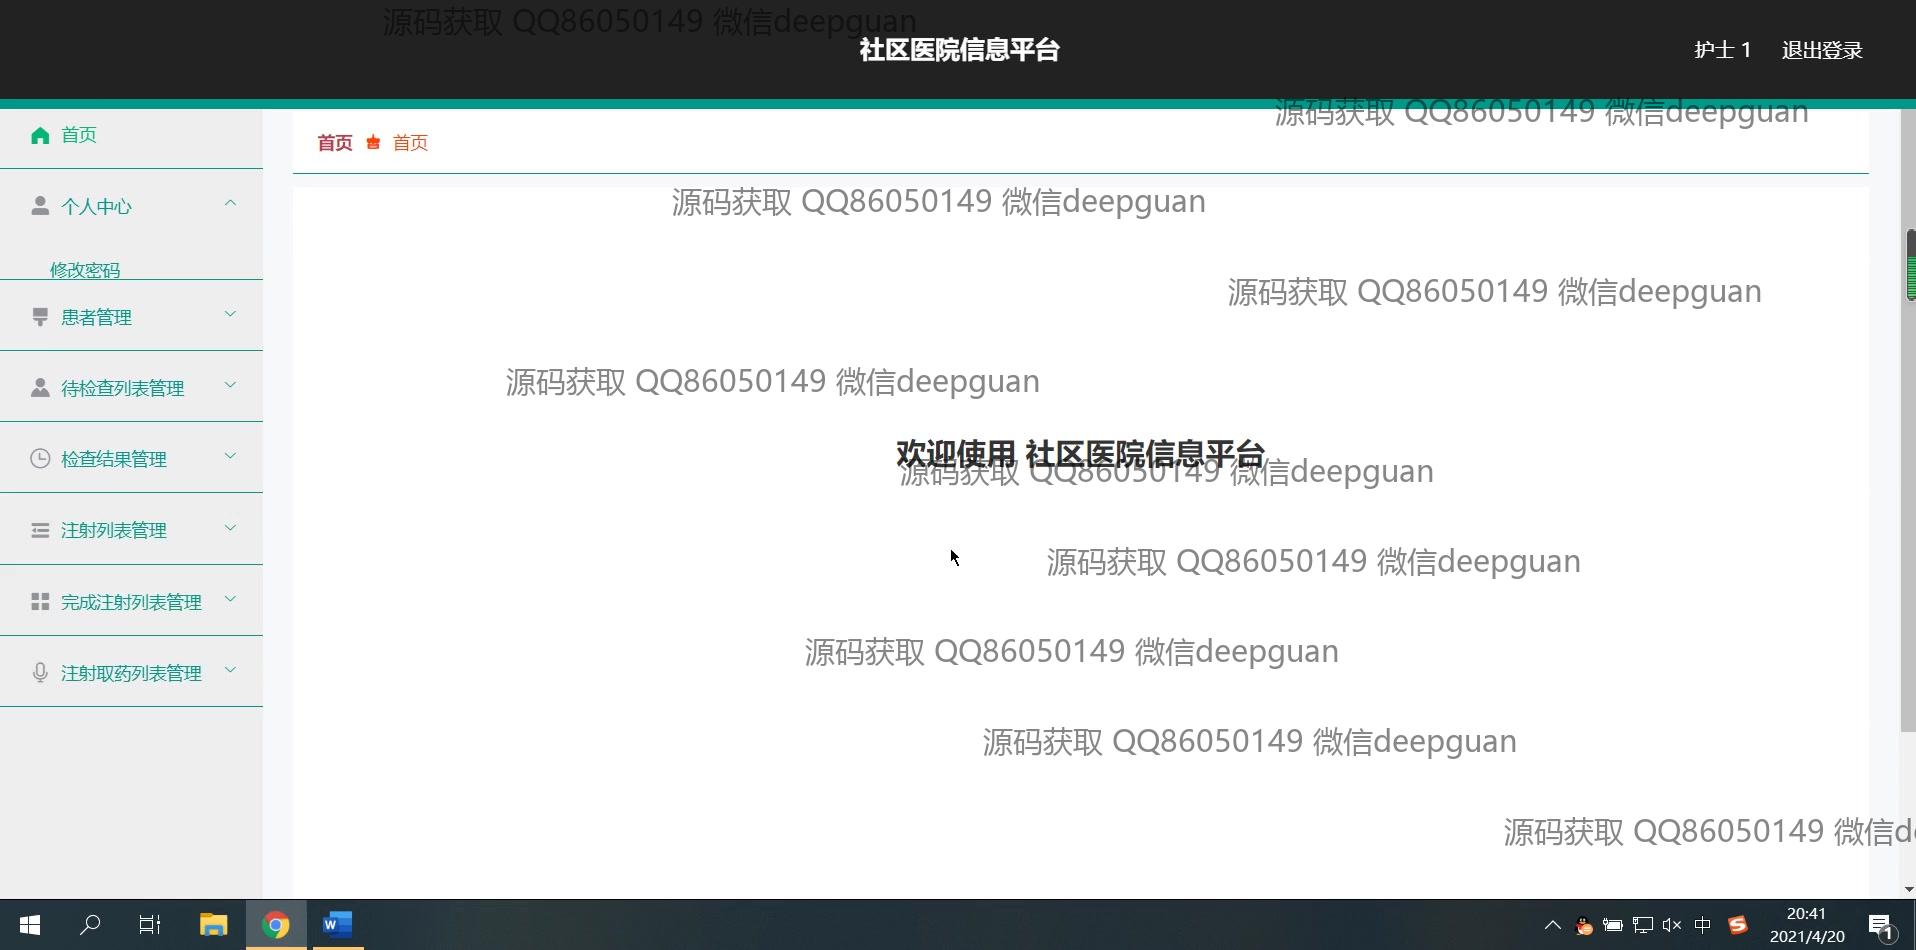 源码获取 QQ86050149 微信deepguan
社区医院信息平台
护士 1 退出登录
源码获取 QQ86050149 微信deepguan
首页
首页 首页
源码获取 QQ86050149 微信deepguan
个人中心
修改密码
源码获取 QQ86050149 微信deepguan
患者管理
源码获取 QQ86050149 微信deepguan
待检查列表管理
欢迎使用 社区医院信息平台
检查结果管理
源码获取 QQ86050149 微信deepguan
注射列表管理
源码获取 QQ86050149 微信deepguan
完成注射列表管理
源码获取 QQ86050149 微信deepguan
注射取药列表管理
源码获取 QQ86050149 微信deepguan
源码获取 QQ86050149 微信de
中
20:41
2021/4/20
1